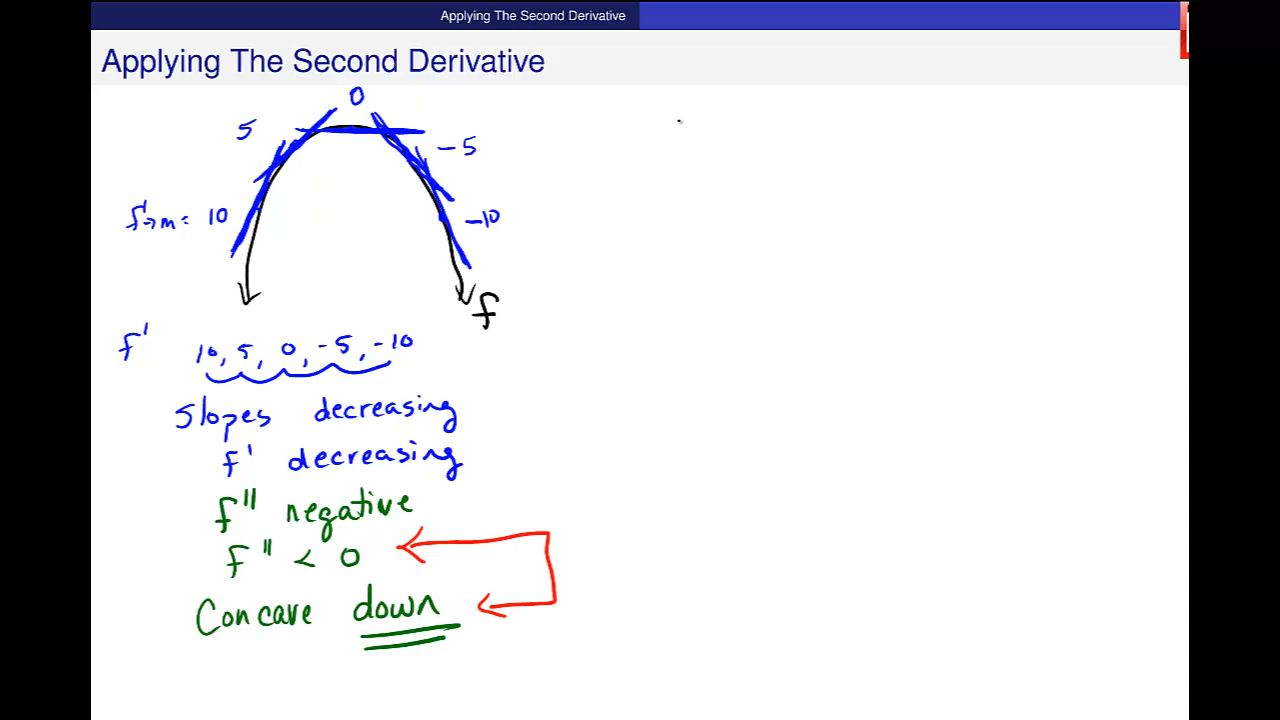 Applying The Second Derivative
Applying The Second Derivative
0
5
-5
f' → m = 10
-10
f
f' 10, 5, 0, -5, -10
Slopes decreasing
f' decreasing
f" negative
f" < 0
Concave down